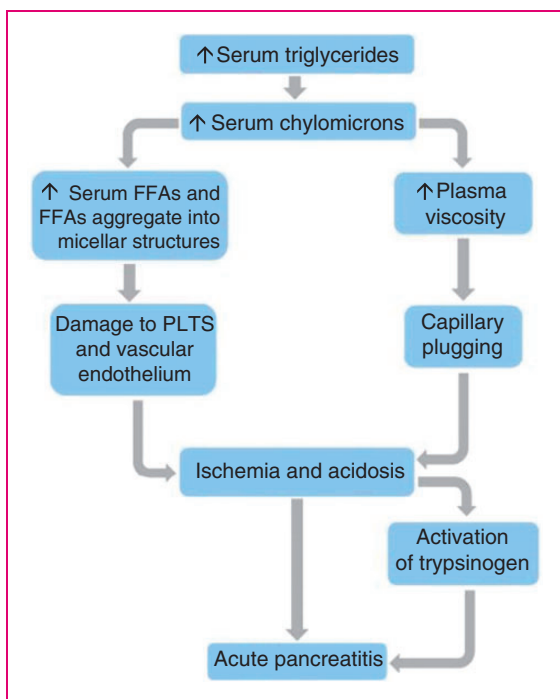 ↑ Serum triglycerides
↑ Serum chylomicrons
↑ Serum FFAs and
FFAs aggregate into
micellar structures
↑ Plasma
viscosity
Damage to PLTS
and vascular
endothelium
Capillary
plugging
Ischemia and acidosis
Activation
of trypsinogen
Acute pancreatitis